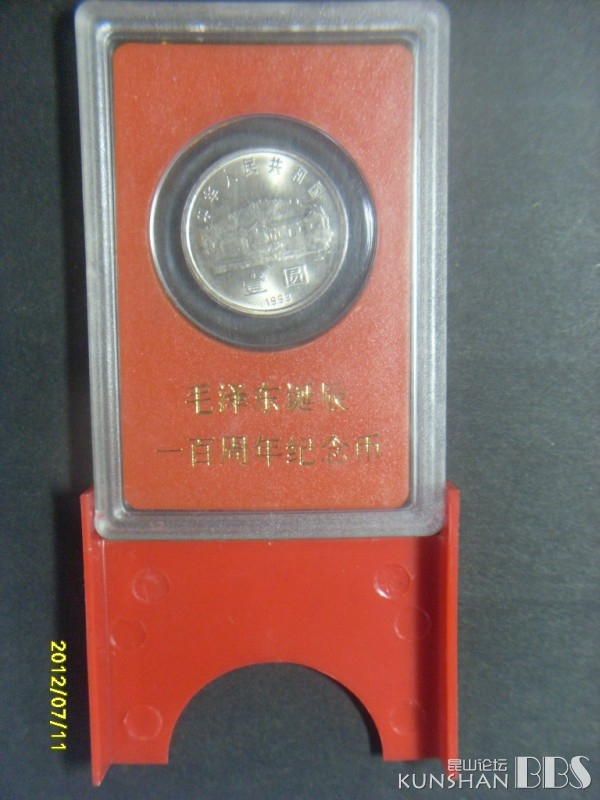 中华人民共和国
壹圆
1993
毛泽东诞辰
一百周年纪念币
2012/07/11
昆山论坛
KUNSHAN BBS